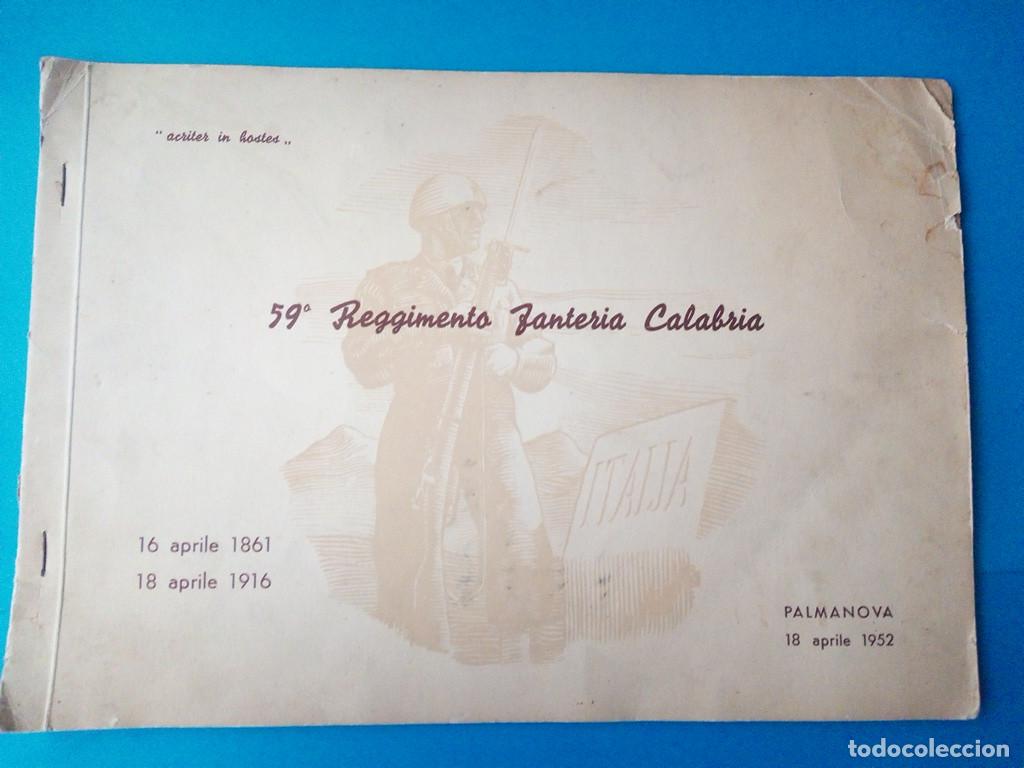 "acriter in hostes„
59° Reggimento Fanteria Calabria
ITALIA
16 aprile 1861
18 aprile 1916
PALMANOVA
18 aprile 1952
todocoleccion